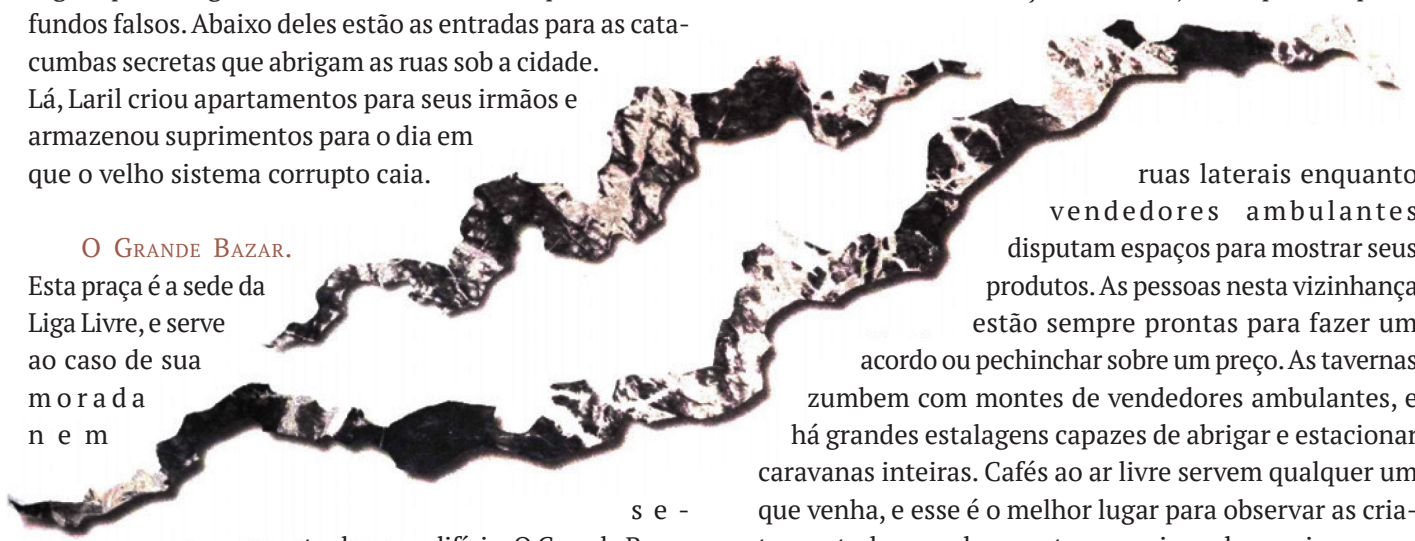 fundos falsos. Abaixo deles estão as entradas para as cata-
cumbas secretas que abrigam as ruas sob a cidade.
Lá, Laril criou apartamentos para seus irmãos e
armazenou suprimentos para o dia em
que o velho sistema corrupto caia.
O Grande Bazar.
Esta praça é a sede da
Liga Livre, e serve
ao caso de sua
morada
nem
se-
ruas laterais enquanto
vendedores ambulantes
disputam espaços para mostrar seus
produtos. As pessoas nesta vizinhança
estão sempre prontas para fazer um
acordo ou pechinchar sobre um preço. As tavernas
zumbem com montes de vendedores ambulantes, e
há grandes estalagens capazes de abrigar e estacionar
caravanas inteiras. Cafés ao ar livre servem qualquer um
que venha, e esse é o melhor lugar para observar as cria-